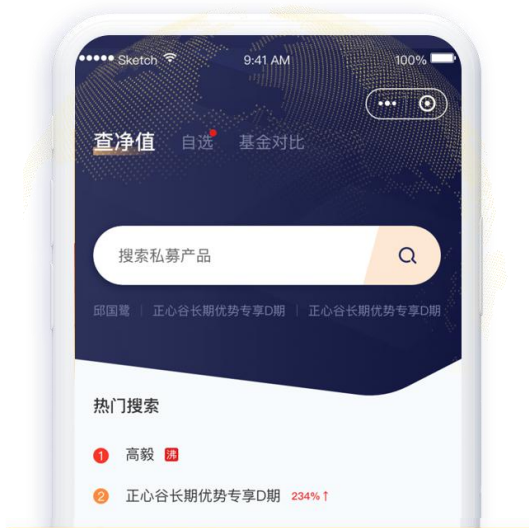 Sketch 9:41 AM 100%
查净值 自选 基金对比
搜索私募产品
邱国鹭 正心谷长期优势专享D期 正心谷长期优势专享D期
热门搜索
1 高毅 沸
2 正心谷长期优势专享D期 234%↑